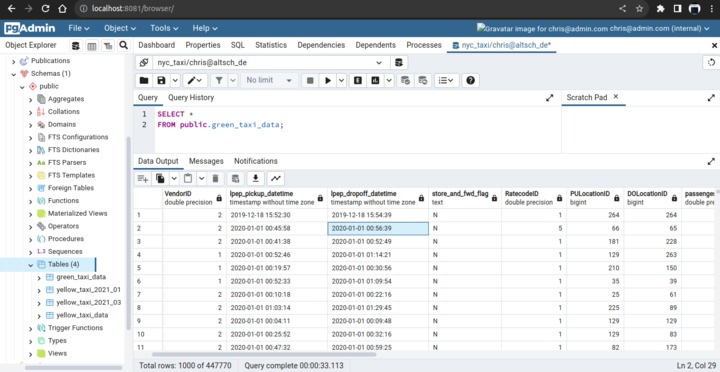 localhost:8081/browser/
pgAdmin File Object Tools Help Avatar image for chris@admin.com chris@admin.com (internal)
Object Explorer Dashboard Properties SQL Statistics Dependencies Dependents Processes nyc_taxi/chris@altsch_de*
Publications
Schemas (1)
public
Aggregates
Collations
Domains
FTS Configurations
FTS Dictionaries
FTS Parsers
FTS Templates
Foreign Tables
Functions
Materialized Views
Operators
Procedures
Sequences
Tables (4)
green_taxi_data
yellow_taxi_2021_01
yellow_taxi_2021_03
yellow_taxi_data
Trigger Functions
Types
Views
nyc_taxi/chris@altsch_de
No limit
Query Query History Scratch Pad
1 SELECT *
2 FROM public.green_taxi_data;
Data Output Messages Notifications
VendorID lpep_pickup_datetime lpep_dropoff_datetime store_and_fwd_flag RatecodeID PULocationID DOLocationID passenger
double precision timestamp without time zone timestamp without time zone text double precision bigint bigint double pre
1 2 2019-12-18 15:52:30 2019-12-18 15:54:39 N 1 264 264
2 2 2020-01-01 00:45:58 2020-01-01 00:56:39 N 5 66 65
3 2 2020-01-01 00:41:38 2020-01-01 00:52:49 N 1 181 228
4 1 2020-01-01 00:52:46 2020-01-01 01:14:21 N 1 129 263
5 1 2020-01-01 00:19:57 2020-01-01 00:30:56 N 1 210 150
6 1 2020-01-01 00:52:33 2020-01-01 01:09:54 N 1 35 39
7 2 2020-01-01 00:10:18 2020-01-01 00:22:16 N 1 25 61
8 2 2020-01-01 01:03:14 2020-01-01 01:29:45 N 1 225 89
9 2 2020-01-01 00:04:11 2020-01-01 00:09:48 N 1 129 129
10 2 2020-01-01 00:25:52 2020-01-01 00:32:16 N 1 129 83
11 2 2020-01-01 00:47:32 2020-01-01 00:59:25 N 1 82 173
Total rows: 1000 of 447770 Query complete 00:00:33.113 Ln 2, Col 29